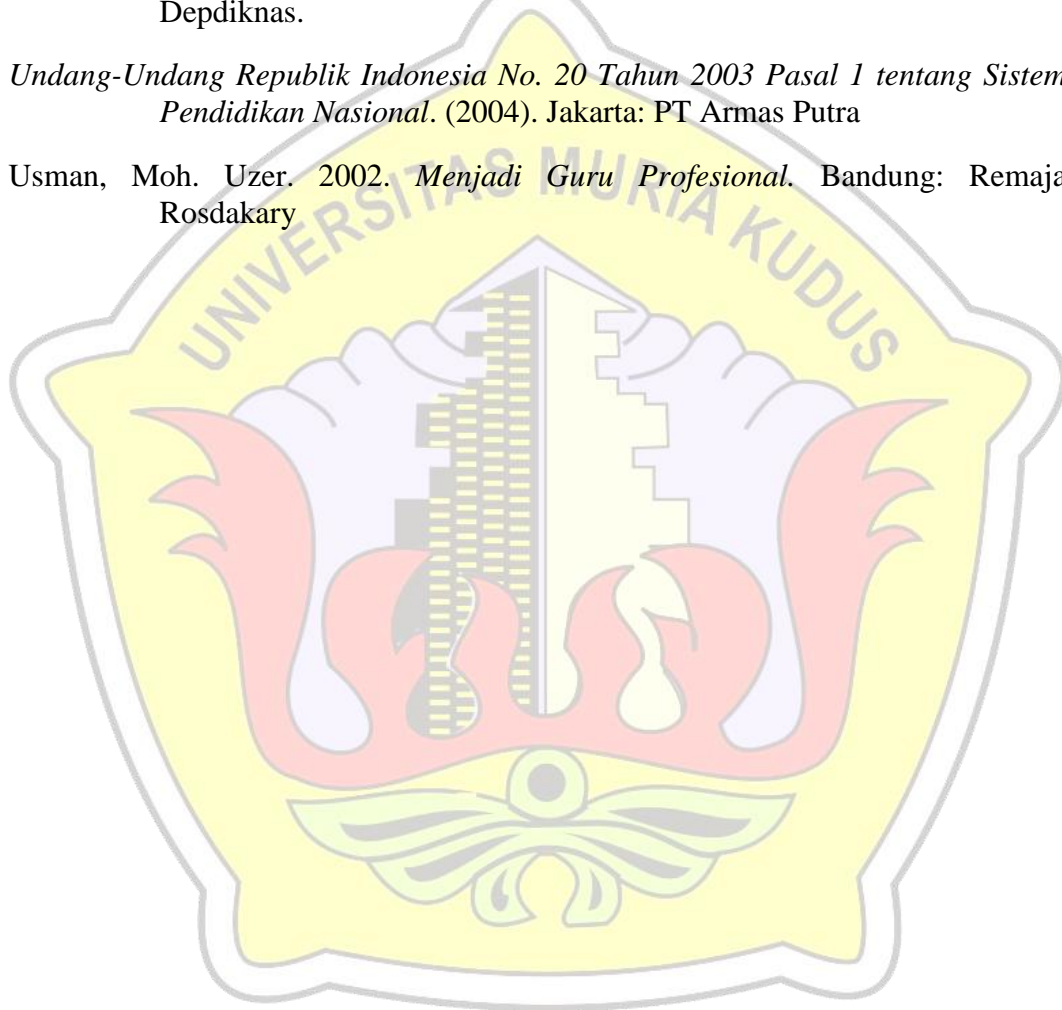 Depdiknas.
Undang-Undang Republik Indonesia No. 20 Tahun 2003 Pasal 1 tentang Sistem
Pendidikan Nasional. (2004). Jakarta: PT Armas Putra
Usman, Moh. Uzer. 2002. Menjadi Guru Profesional. Bandung: Remaja
Rosdakary
UNIVERSITAS MURIA KUDUS